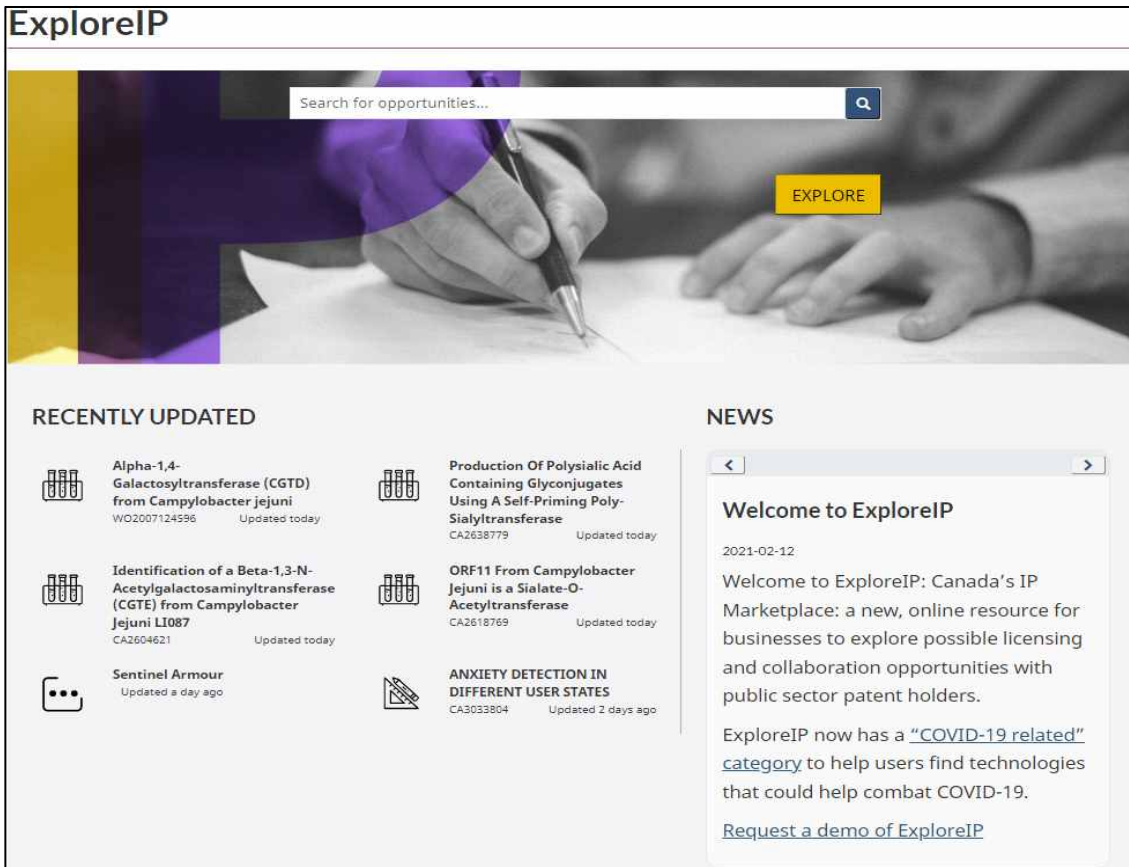 ExploreIP
Search for opportunities...
EXPLORE
RECENTLY UPDATED
Alpha-1,4-
Galactosyltransferase (CGTD)
from Campylobacter jejuni
WO2007124596 Updated today
Production Of Polysialic Acid
Containing Glyconjugates
Using A Self-Priming Poly-
Sialyltransferase
CA2638779 Updated today
Identification of a Beta-1,3-N-
Acetylgalactosaminyltransferase
(CGTE) from Campylobacter
Jejuni LI087
CA2604621 Updated today
ORF11 From Campylobacter
Jejuni is a Sialate-O-
Acetyltransferase
CA2618769 Updated today
Sentinel Armour
Updated a day ago
ANXIETY DETECTION IN
DIFFERENT USER STATES
CA3033804 Updated 2 days ago
NEWS
Welcome to ExploreIP
2021-02-12
Welcome to ExploreIP: Canada's IP
Marketplace: a new, online resource for
businesses to explore possible licensing
and collaboration opportunities with
public sector patent holders.
ExploreIP now has a “COVID-19 related”
category to help users find technologies
that could help combat COVID-19.
Request a demo of ExploreIP